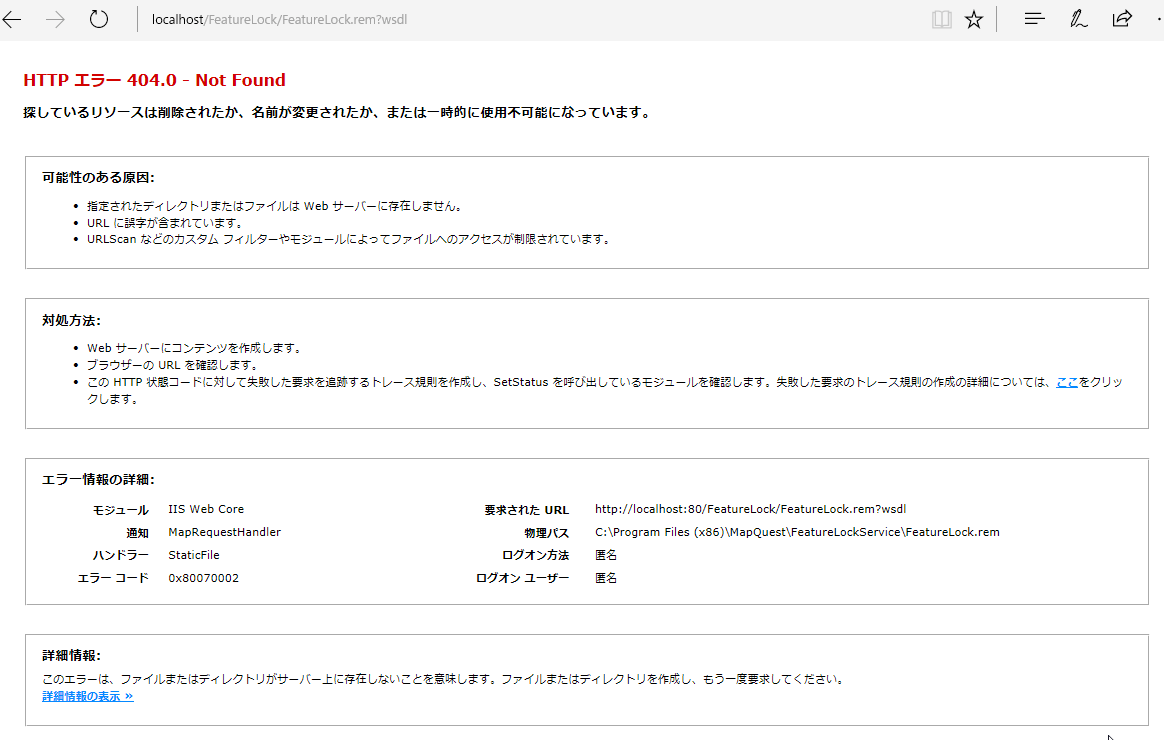 localhost/FeatureLock/FeatureLock.rem?wsdl
HTTP エラー 404.0 - Not Found
探しているリソースは削除されたか、名前が変更されたか、または一時的に使用不可能になっています。
可能性のある原因:
• 指定されたディレクトリまたはファイルは Web サーバーに存在しません。
• URL に誤字が含まれています。
• URLScan などのカスタム フィルターやモジュールによってファイルへのアクセスが制限されています。
対処方法:
• Web サーバーにコンテンツを作成します。
• ブラウザーの URL を確認します。
• この HTTP 状態コードに対して失敗した要求を追跡するトレース規則を作成し、SetStatus を呼び出しているモジュールを確認します。失敗した要求のトレース規則の作成の詳細については、ここをクリッ
クします。
エラー情報の詳細:
モジュール IIS Web Core 要求された URL http://localhost:80/FeatureLock/FeatureLock.rem?wsdl
通知 MapRequestHandler 物理パス C:\Program Files (x86)\MapQuest\FeatureLockService\FeatureLock.rem
ハンドラー StaticFile ログオン方法 匿名
エラー コード 0x80070002 ログオン ユーザー 匿名
詳細情報:
このエラーは、ファイルまたはディレクトリがサーバー上に存在しないことを意味します。ファイルまたはディレクトリを作成し、もう一度要求してください。
詳細情報の表示 »